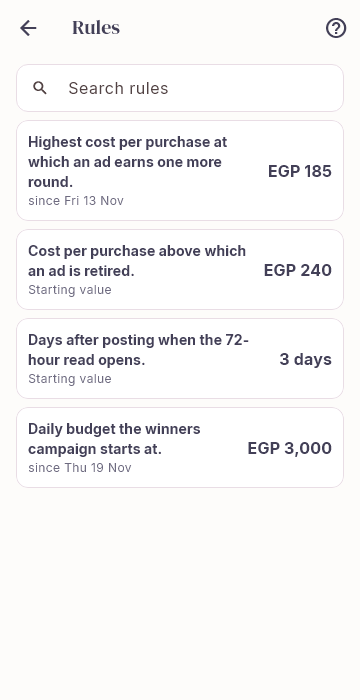 Rules
Search rules
Highest cost per purchase at
which an ad earns one more
round.
since Fri 13 Nov
EGP 185
Cost per purchase above which
an ad is retired.
Starting value
EGP 240
Days after posting when the 72-
hour read opens.
Starting value
3 days
Daily budget the winners
campaign starts at.
since Thu 19 Nov
EGP 3,000